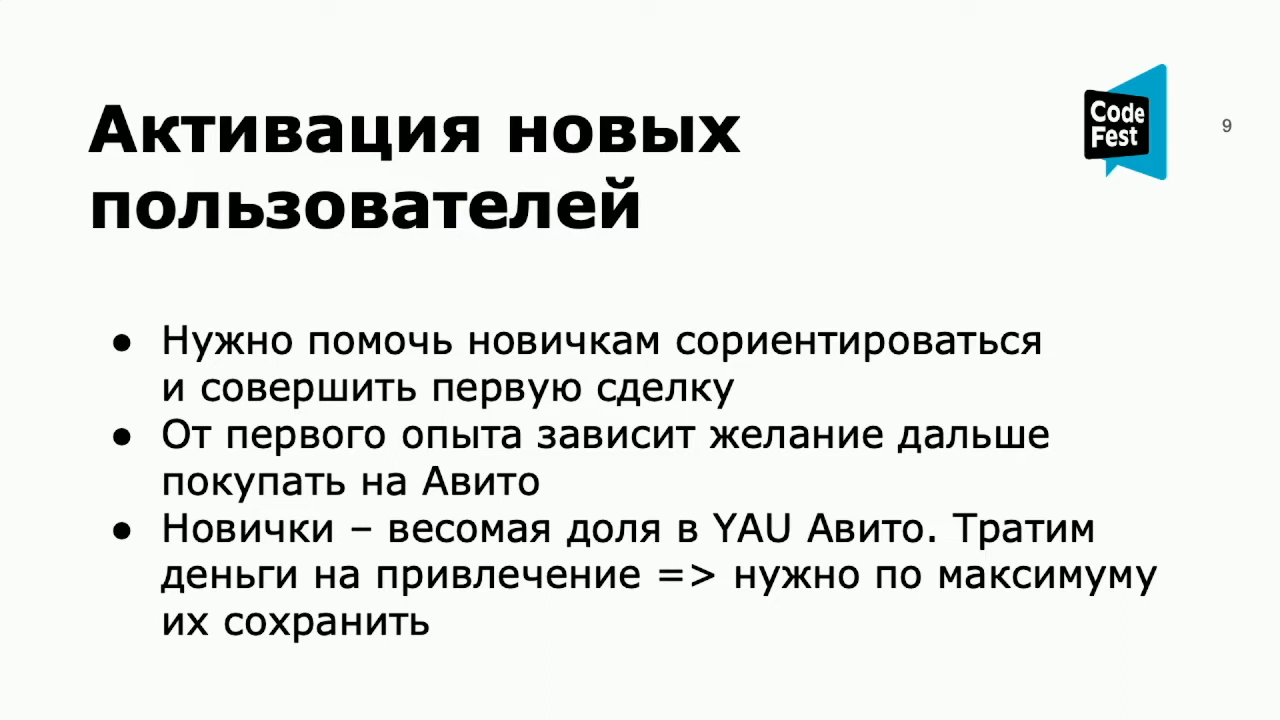 Активация новых
пользователей
Code
Fest
9
● Нужно помочь новичкам сориентироваться
и совершить первую сделку
● От первого опыта зависит желание дальше
покупать на Авито
● Новички – весомая доля в YAU Авито. Тратим
деньги на привлечение => нужно по максимуму
их сохранить